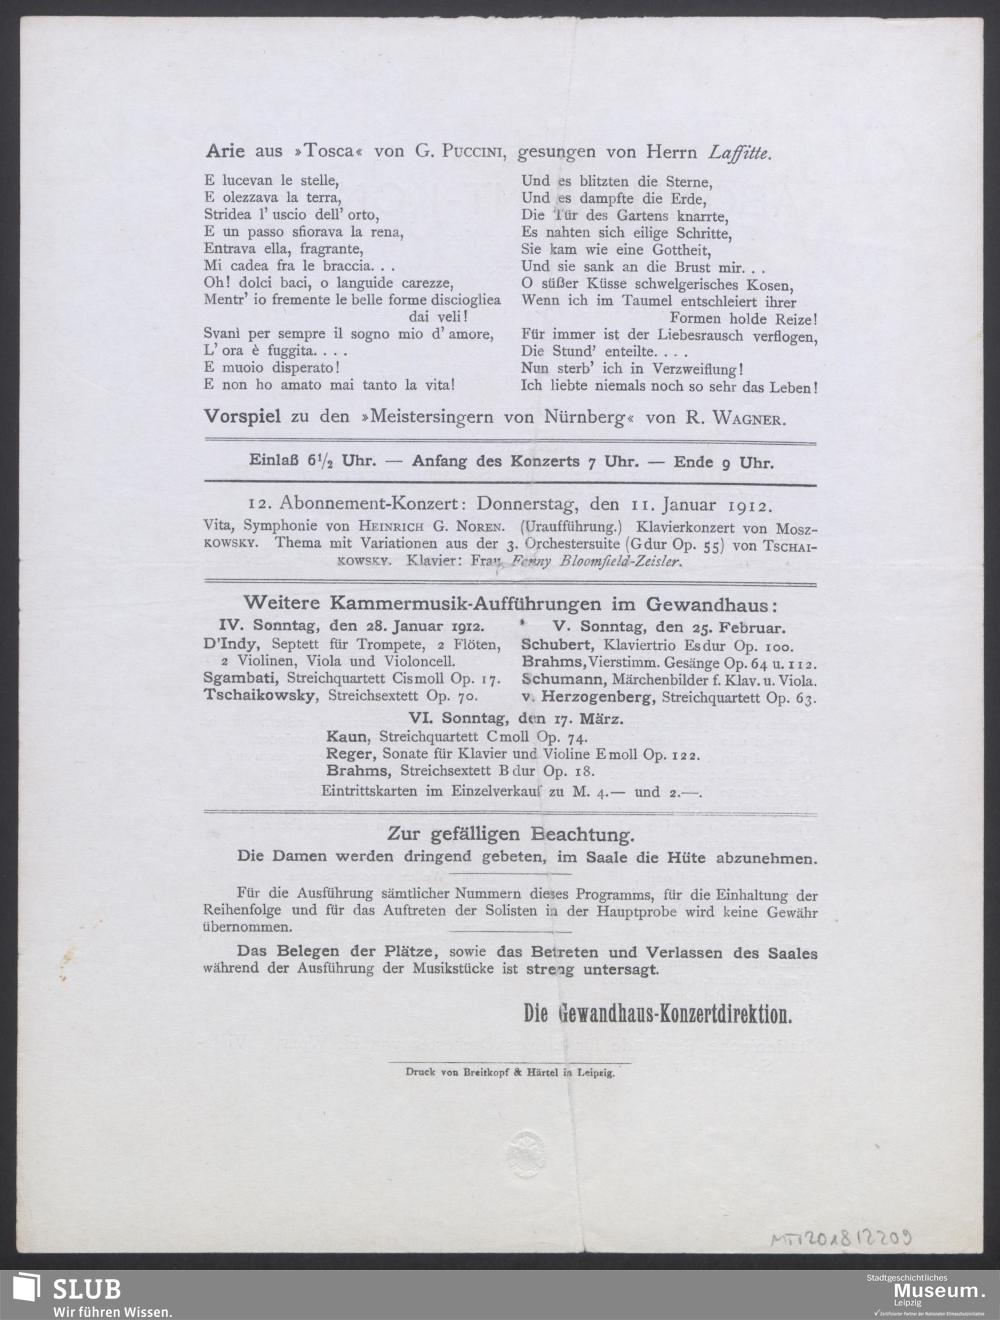 Arie aus »Tosca« von G. Puccini, gesungen von Herrn Laffitte.
E lucevan le stelle,
E olezzava la terra,
Stridea l' uscio dell' orto,
E un passo sfiorava la rena,
Entrava ella, fragrante,
Mi cadea fra le braccia. . .
Oh! dolci baci, o languide carezze,
Mentr' io fremente le belle forme disciogliea
dai veli!
Svanì per sempre il sogno mio d' amore,
L' ora è fuggita. . . .
E muoio disperato!
E non ho amato mai tanto la vita!
Und es blitzten die Sterne,
Und es dampfte die Erde,
Die Tür des Gartens knarrte,
Es nahten sich eilige Schritte,
Sie kam wie eine Gottheit,
Und sie sank an die Brust mir. . .
O süßer Küsse schwelgerisches Kosen,
Wenn ich im Taumel entschleiert ihrer
Formen holde Reize!
Für immer ist der Liebesrausch verflogen,
Die Stund' enteilte. . . .
Nun sterb' ich in Verzweiflung!
Ich liebte niemals noch so sehr das Leben!
Vorspiel zu den »Meistersingern von Nürnberg« von R. Wagner.
Einlaß 6½ Uhr. — Anfang des Konzerts 7 Uhr. — Ende 9 Uhr.
12. Abonnement-Konzert: Donnerstag, den 11. Januar 1912.
Vita, Symphonie von Heinrich G. Noren. (Uraufführung.) Klavierkonzert von Mosz-
kowsky. Thema mit Variationen aus der 3. Orchestersuite (Gdur Op. 55) von Tschai-
kowsky. Klavier: Frau Fanny Bloomfield-Zeisler.
Weitere Kammermusik-Aufführungen im Gewandhaus:
IV. Sonntag, den 28. Januar 1912.
D'Indy, Septett für Trompete, 2 Flöten,
2 Violinen, Viola und Violoncell.
Sgambati, Streichquartett Cismoll Op. 17.
Tschaikowsky, Streichsextett Op. 70.
V. Sonntag, den 25. Februar.
Schubert, Klaviertrio Esdur Op. 100.
Brahms, Vierstimm. Gesänge Op. 64 u. 112.
Schumann, Märchenbilder f. Klav. u. Viola.
v. Herzogenberg, Streichquartett Op. 63.
VI. Sonntag, den 17. März.
Kaun, Streichquartett Cmoll Op. 74.
Reger, Sonate für Klavier und Violine Emoll Op. 122.
Brahms, Streichsextett Bdur Op. 18.
Eintrittskarten im Einzelverkauf zu M. 4.— und 2.—.
Zur gefälligen Beachtung.
Die Damen werden dringend gebeten, im Saale die Hüte abzunehmen.
Für die Ausführung sämtlicher Nummern dieses Programms, für die Einhaltung der
Reihenfolge und für das Auftreten der Solisten in der Hauptprobe wird keine Gewähr
übernommen.
Das Belegen der Plätze, sowie das Betreten und Verlassen des Saales
während der Ausführung der Musikstücke ist streng untersagt.
Die Gewandhaus-Konzertdirektion.
Druck von Breitkopf & Härtel in Leipzig.
MT201812209
SLUB
Wir führen Wissen.
Stadtgeschichtliches
Museum.
Leipzig
Zertifizierter Partner der Nationalen Klimaschutzinitiative